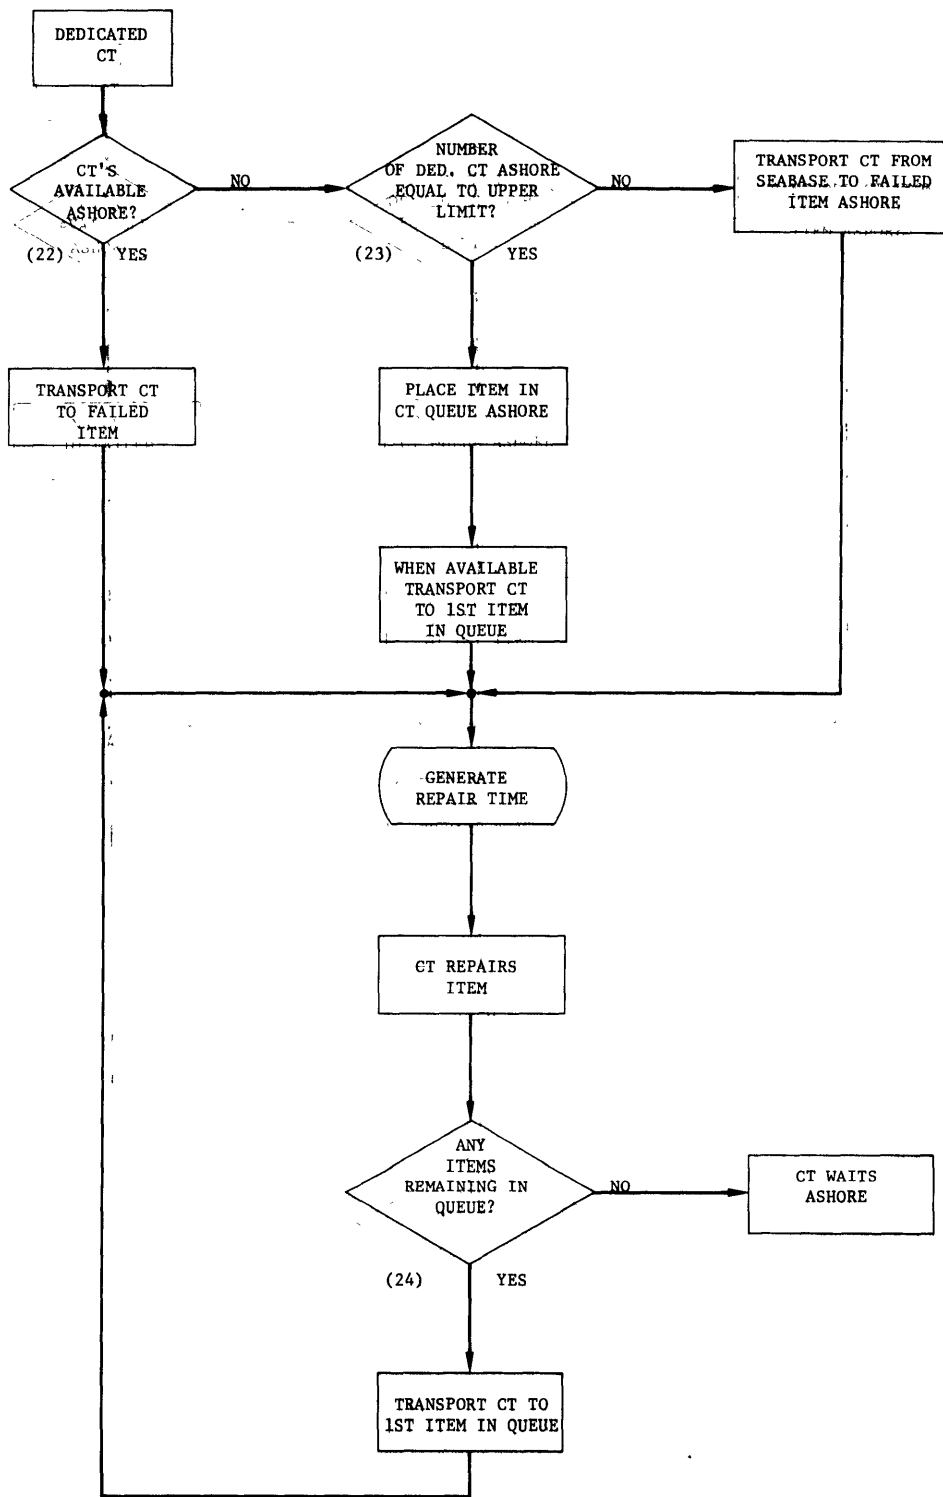 DEDICATED
CT
CT'S
AVAILABLE
ASHORE?
NO
(22)
YES
NUMBER
OF DED. CT ASHORE
EQUAL TO UPPER
LIMIT?
NO
(23)
YES
TRANSPORT CT FROM
SEABASE TO FAILED
ITEM ASHORE
TRANSPORT CT
TO FAILED
ITEM
PLACE ITEM IN
CT QUEUE ASHORE
WHEN AVAILABLE
TRANSPORT CT
TO 1ST ITEM
IN QUEUE
GENERATE
REPAIR TIME
CT REPAIRS
ITEM
ANY
ITEMS
REMAINING IN
QUEUE?
NO
(24)
YES
CT WAITS
ASHORE
TRANSPORT CT TO
1ST ITEM IN QUEUE